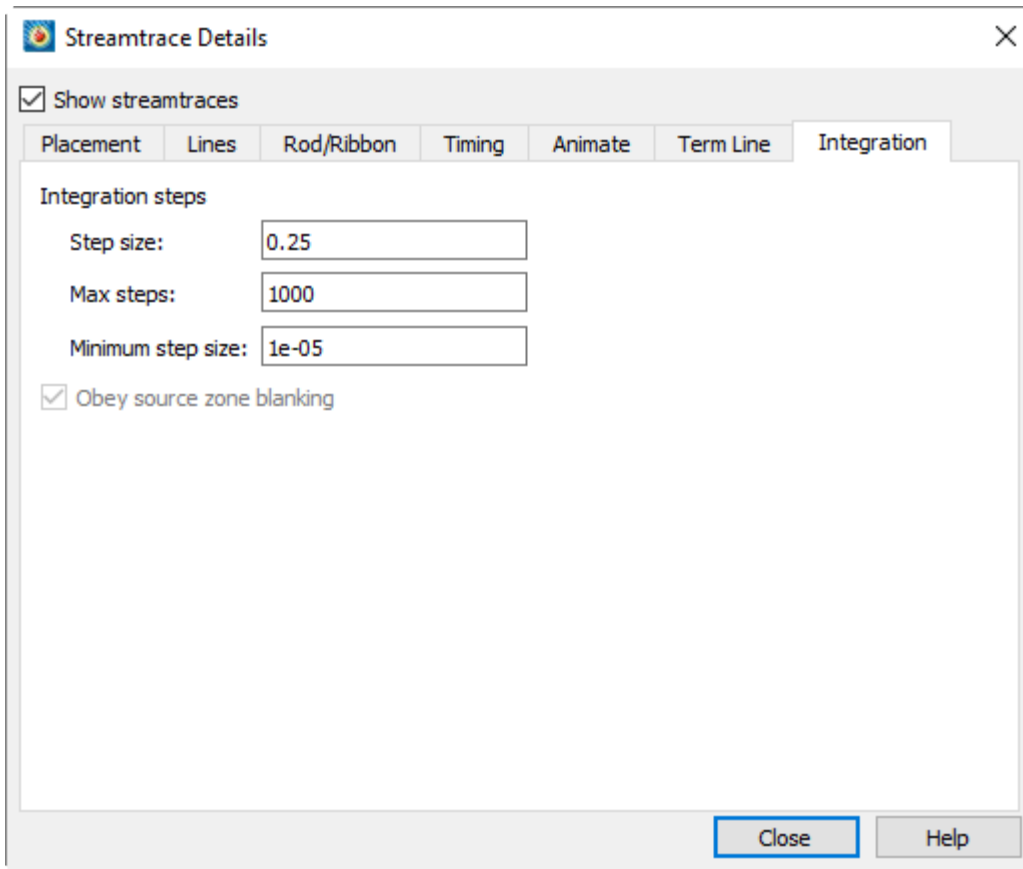 Streamtrace Details
Show streamtraces
Placement Lines Rod/Ribbon Timing Animate Term Line Integration
Integration steps
Step size: 0.25
Max steps: 1000
Minimum step size: 1e-05
Obey source zone blanking
Close Help